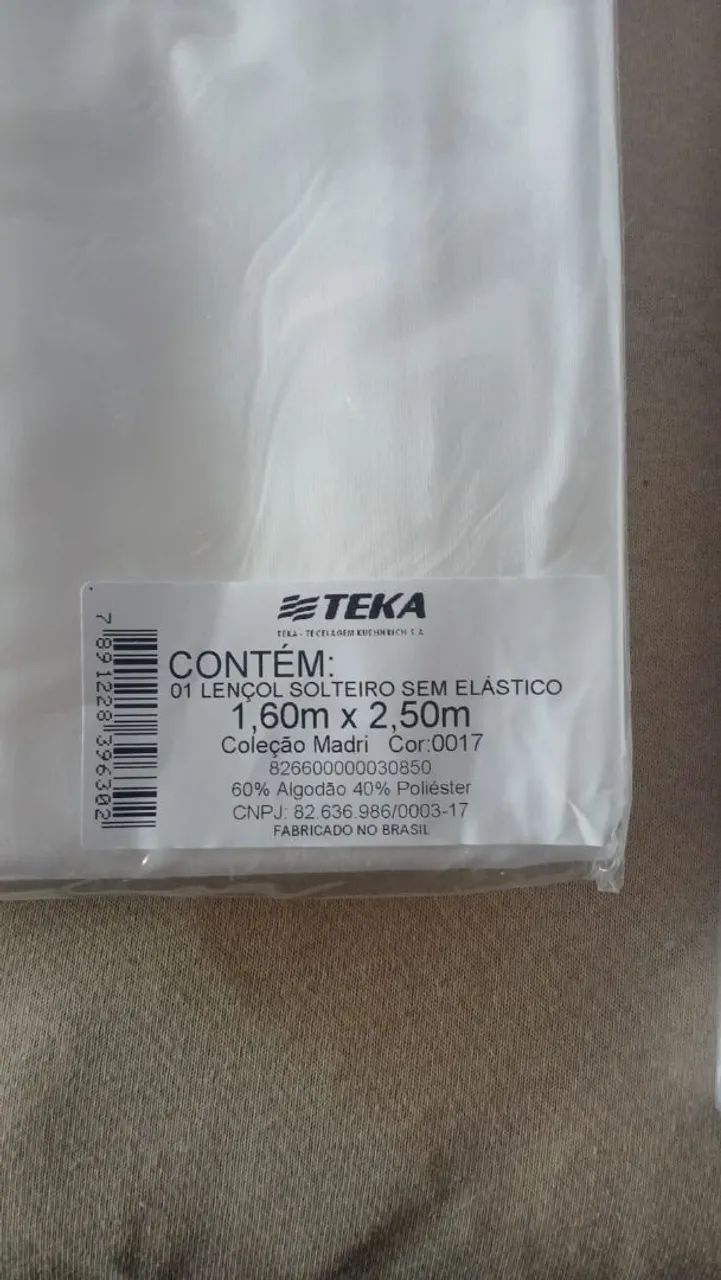 TEKA
TEKA - TECELAGEM KUEHNRICH S.A.
CONTÉM:
01 LENÇOL SOLTEIRO SEM ELÁSTICO
1,60m x 2,50m
Coleção Madri Cor:0017
826600000030850
60% Algodão 40% Poliéster
CNPJ: 82.636.986/0003-17
FABRICADO NO BRASIL
7 891228 396302